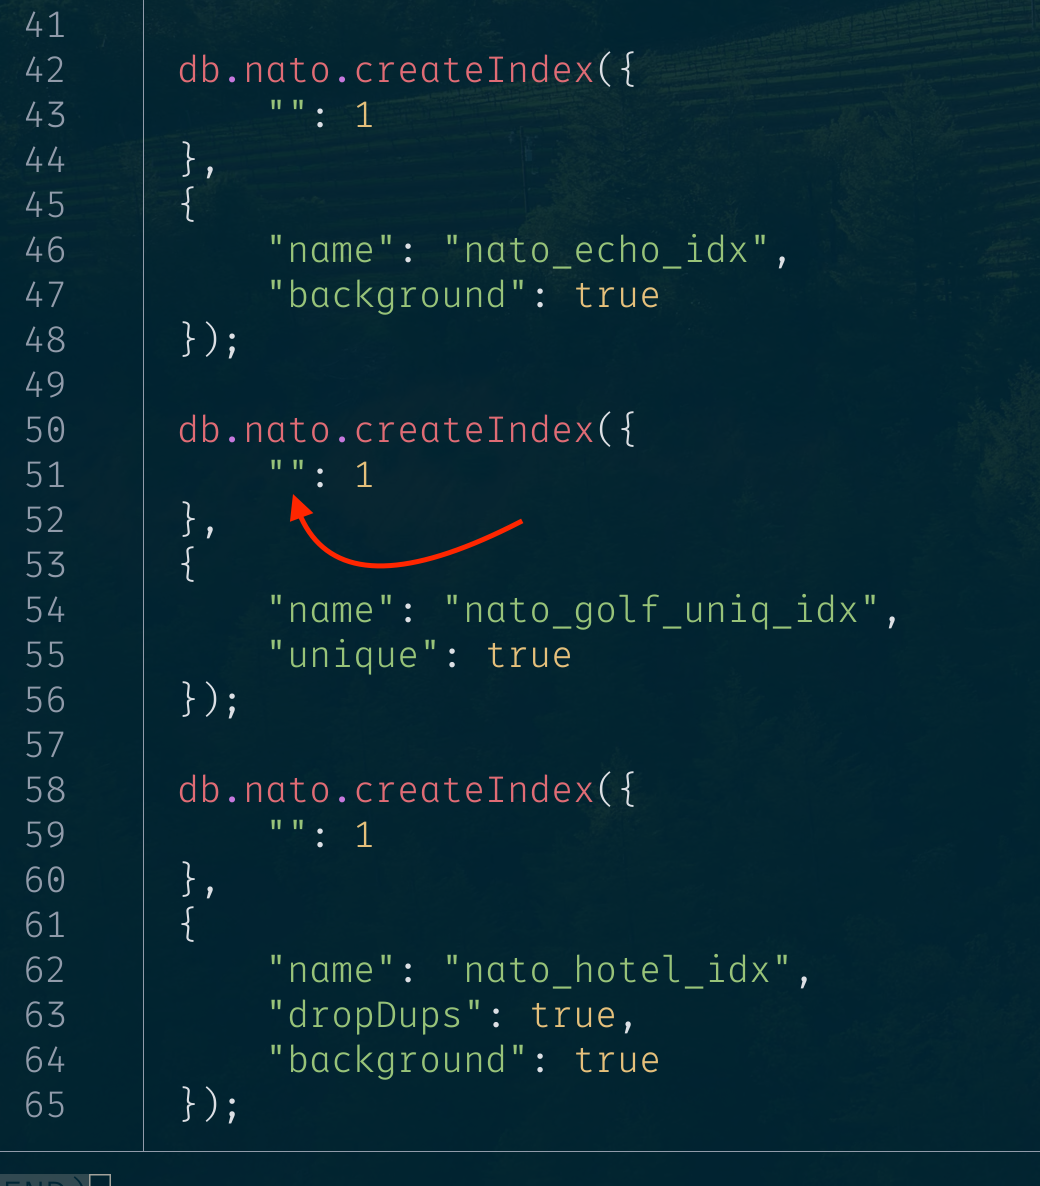 41
42 db.nato.createIndex({
43 "": 1
44 },
45 {
46 "name": "nato_echo_idx",
47 "background": true
48 });
49
50 db.nato.createIndex({
51 "": 1
52 },
53 {
54 "name": "nato_golf_uniq_idx",
55 "unique": true
56 });
57
58 db.nato.createIndex({
59 "": 1
60 },
61 {
62 "name": "nato_hotel_idx",
63 "dropDups": true,
64 "background": true
65 });